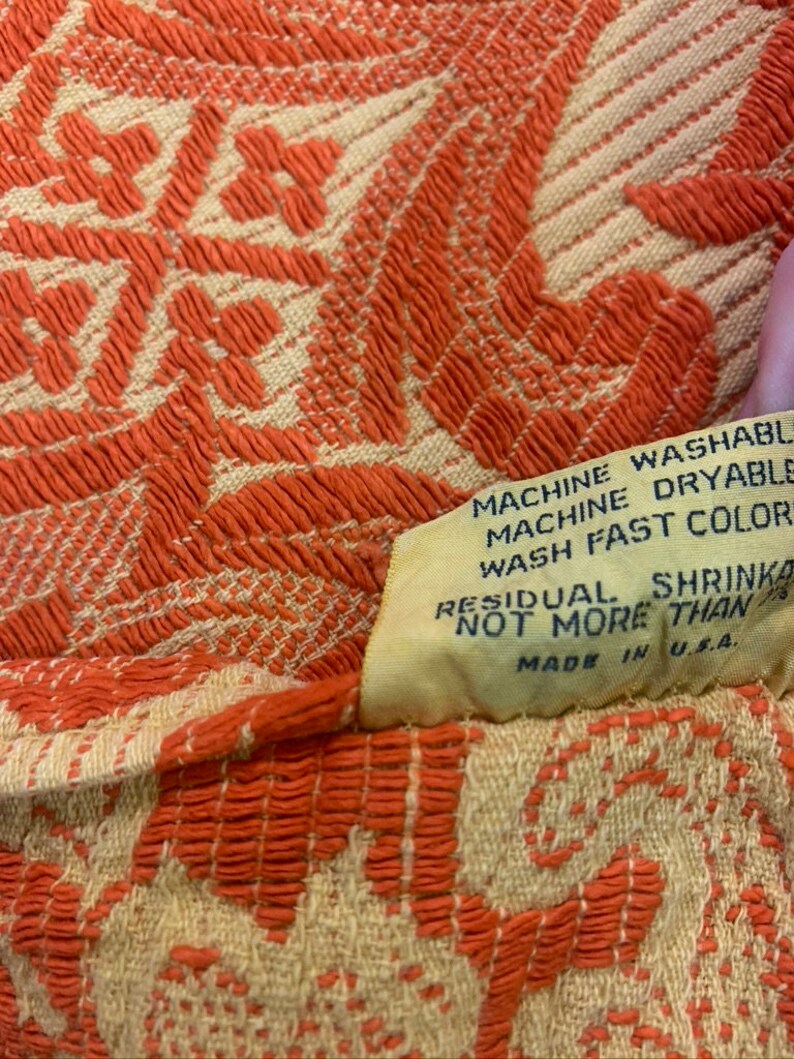 MACHINE WASHABL
MACHINE DRYABLE
WASH FAST COLOR
RESIDUAL SHRINKA
NOT MORE THAN
MADE IN U.S.A.